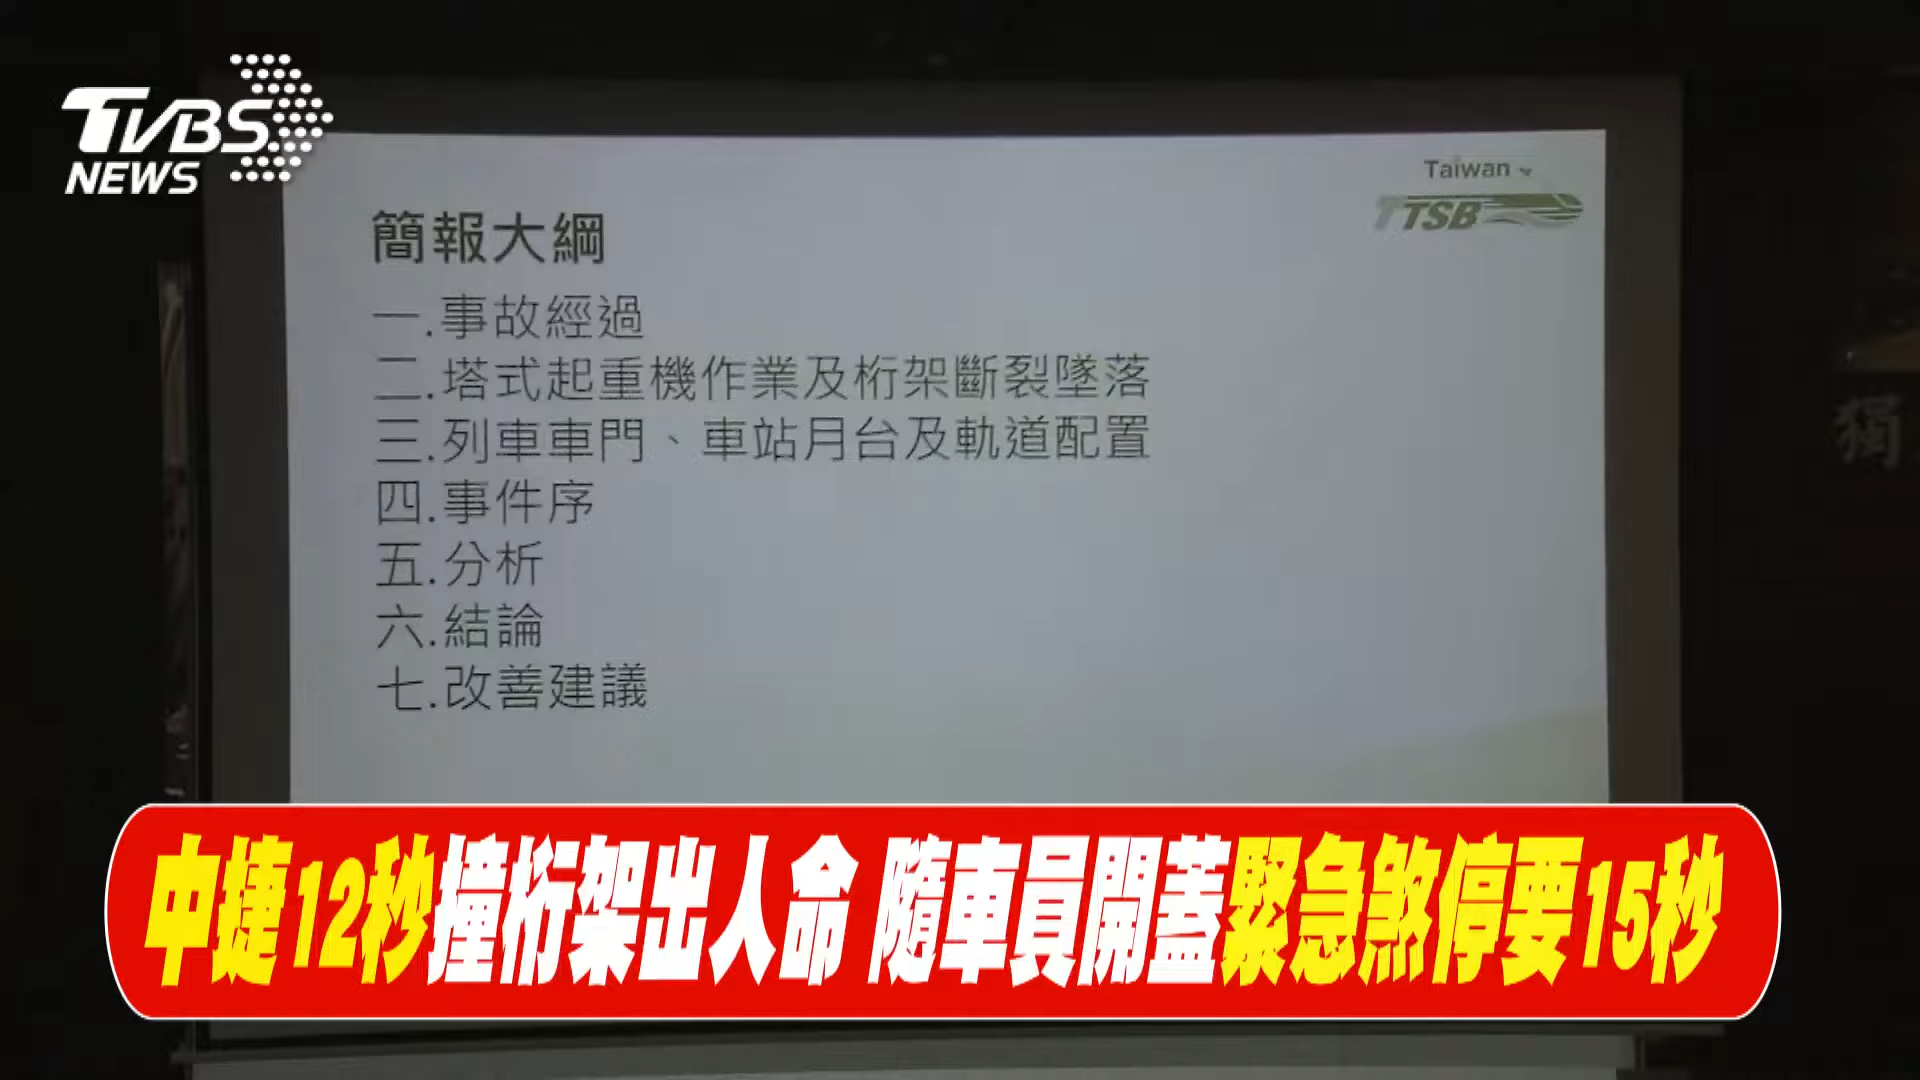 TVBS
NEWS
Taiwan
TTSB
簡報大綱
一.事故經過
二.塔式起重機作業及桁架斷裂墜落
三.列車車門、車站月台及軌道配置
四.事件序
五.分析
六.結論
七.改善建議
獨
中捷12秒撞桁架出人命 隨車員開蓋緊急煞停要15秒